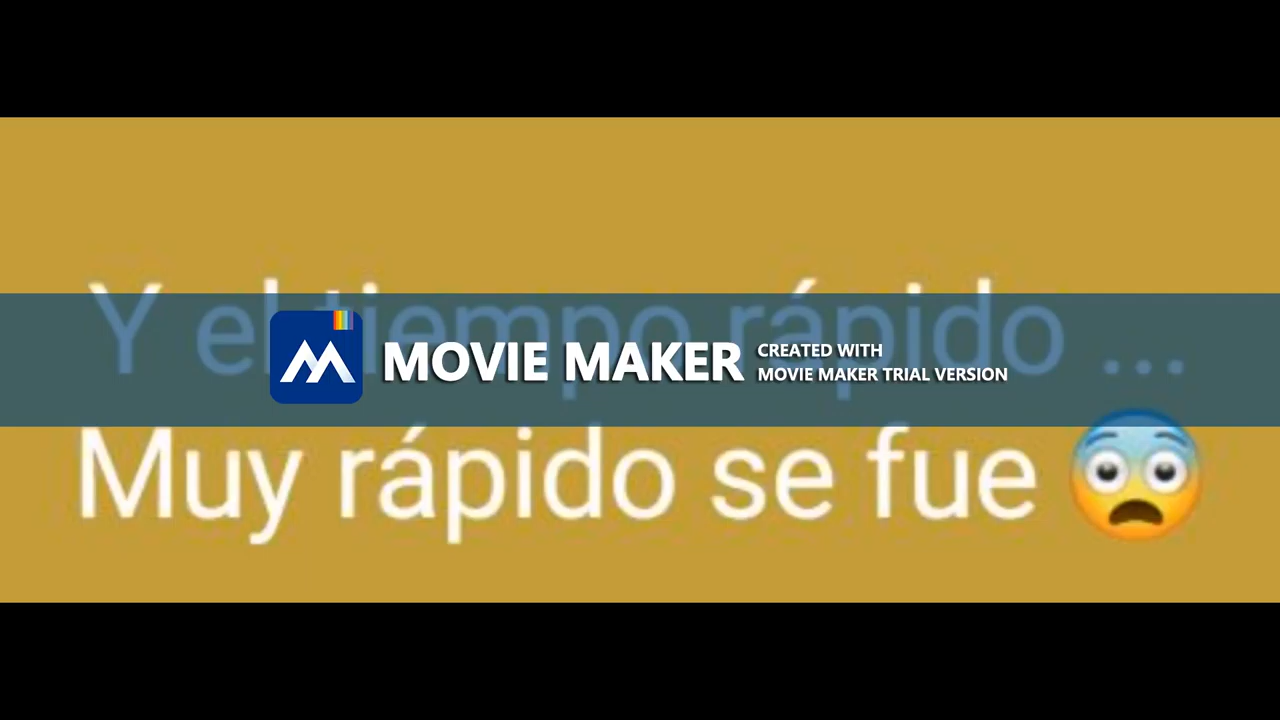 Y el tiempo rápido ...
MOVIE MAKER
CREATED WITH
MOVIE MAKER TRIAL VERSION
Muy rápido se fue 😨